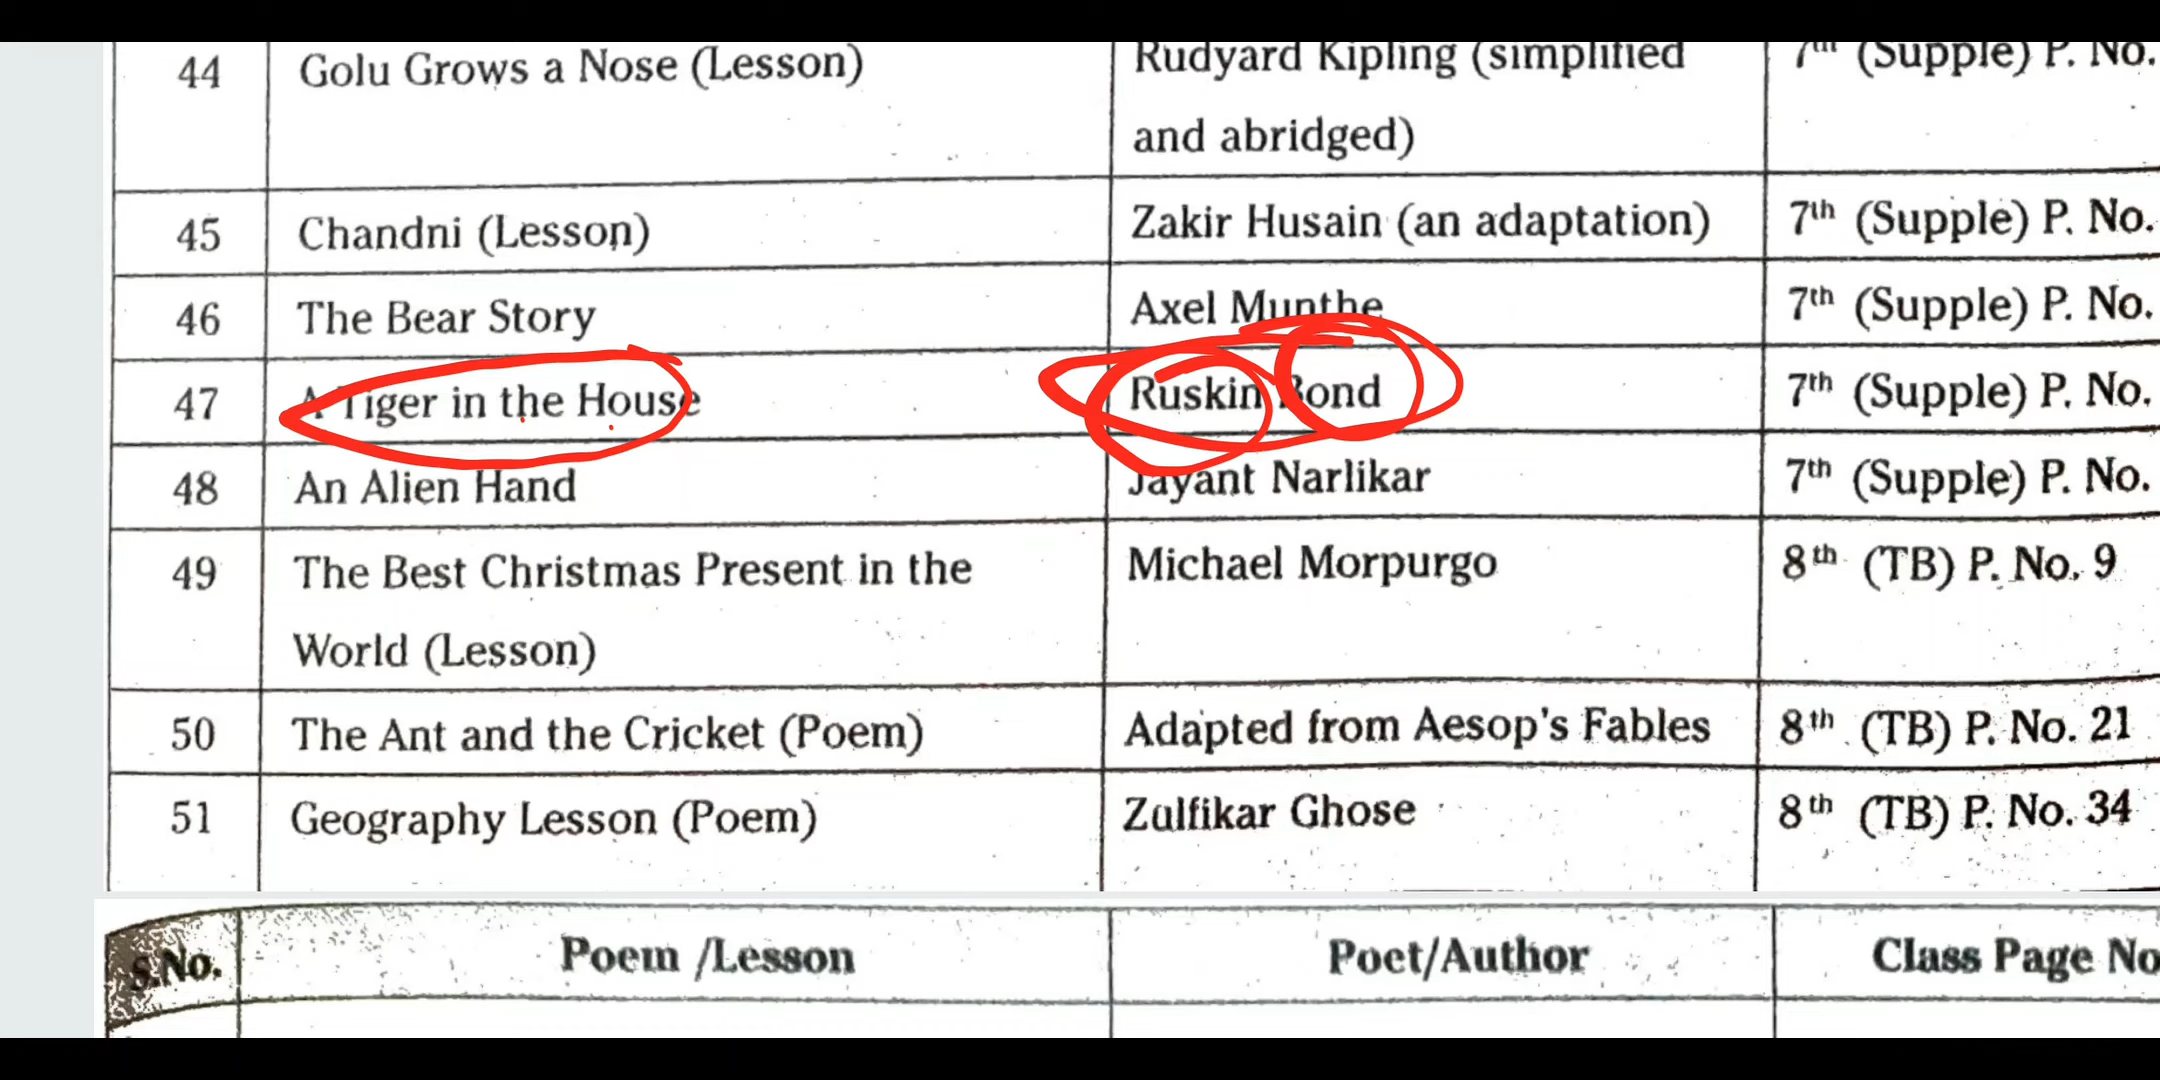 44 Golu Grows a Nose (Lesson) Rudyard Kipling (simplified 7th (Supple) P. No.
and abridged)
45 Chandni (Lesson) Zakir Husain (an adaptation) 7th (Supple) P. No.
46 The Bear Story Axel Munthe 7th (Supple) P. No.
47 A Tiger in the House Ruskin Bond 7th (Supple) P. No.
48 An Alien Hand Jayant Narlikar 7th (Supple) P. No.
49 The Best Christmas Present in the Michael Morpurgo 8th (TB) P. No. 9
World (Lesson)
50 The Ant and the Cricket (Poem) Adapted from Aesop's Fables 8th (TB) P. No. 21
51 Geography Lesson (Poem) Zulfikar Ghose 8th (TB) P. No. 34
S.No. Poem /Lesson Poet/Author Class Page No